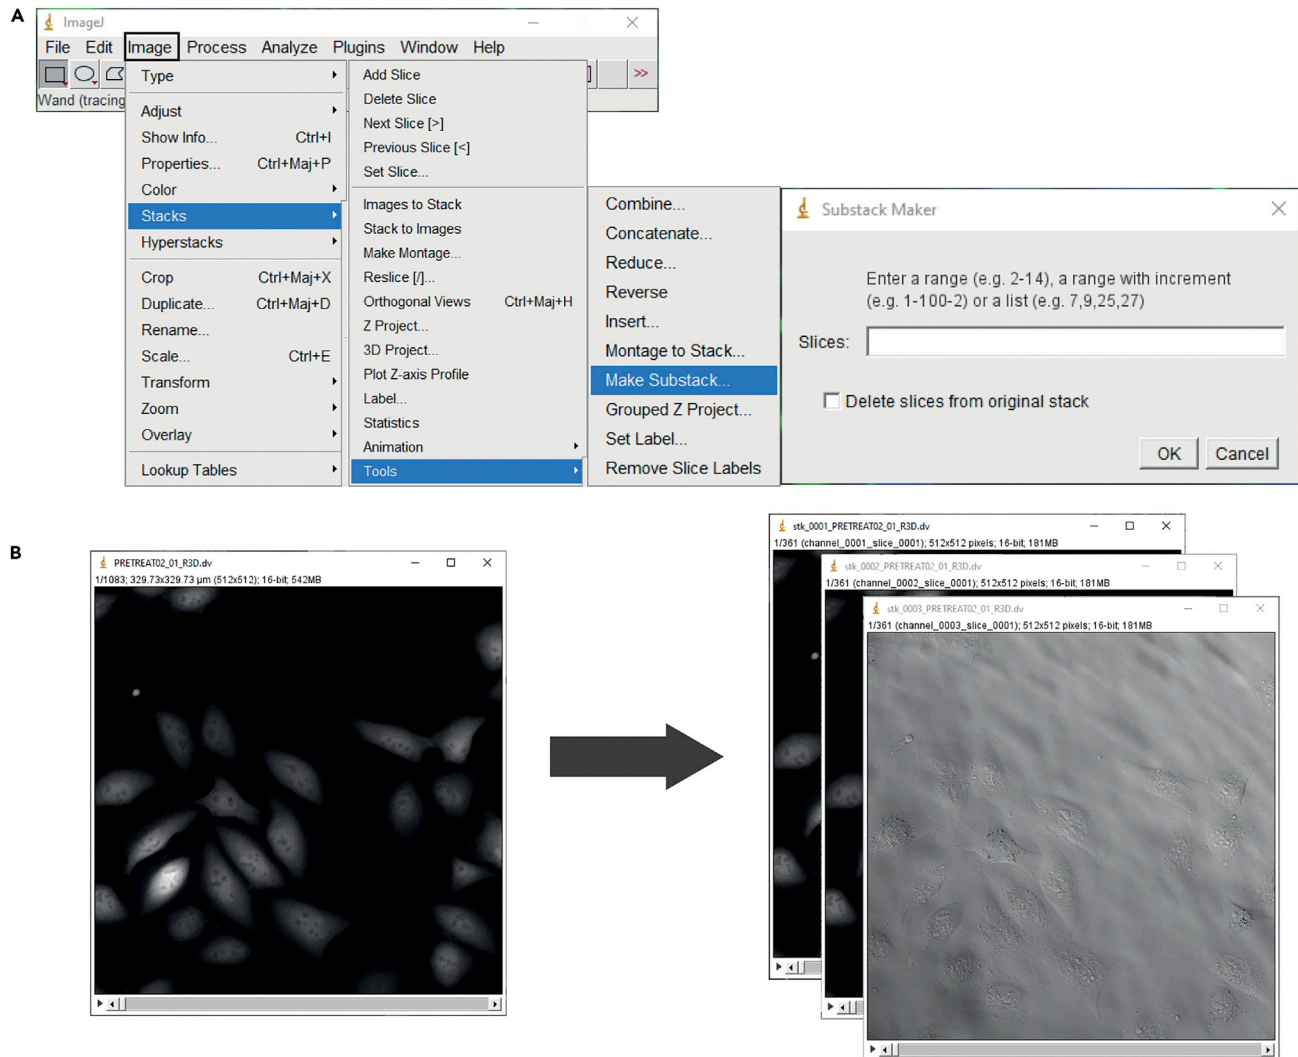 A
ImageJ
File Edit Image Process Analyze Plugins Window Help
Wand (tracing
>>
Type
Adjust
Show Info... Ctrl+I
Properties... Ctrl+Maj+P
Color
Stacks
Hyperstacks
Crop Ctrl+Maj+X
Duplicate... Ctrl+Maj+D
Rename...
Scale... Ctrl+E
Transform
Zoom
Overlay
Lookup Tables
Add Slice
Delete Slice
Next Slice [>]
Previous Slice [<]
Set Slice...
Images to Stack
Stack to Images
Make Montage...
Reslice [/]...
Orthogonal Views Ctrl+Maj+H
Z Project...
3D Project...
Plot Z-axis Profile
Label...
Statistics
Animation
Tools
Combine...
Concatenate...
Reduce...
Reverse
Insert...
Montage to Stack...
Make Substack...
Grouped Z Project...
Set Label...
Remove Slice Labels
Substack Maker
Enter a range (e.g. 2-14), a range with increment
(e.g. 1-100-2) or a list (e.g. 7,9,25,27)
Slices:
Delete slices from original stack
OK Cancel
B
PRETREAT02_01_R3D.dv
1/1083; 329.73x329.73 µm (512x512); 16-bit; 542MB
stk_0001_PRETREAT02_01_R3D.dv
1/361 (channel_0001_slice_0001); 512x512 pixels; 16-bit; 181MB
stk_0002_PRETREAT02_01_R3D.dv
1/361 (channel_0002_slice_0001); 512x512 pixels; 16-bit; 181MB
stk_0003_PRETREAT02_01_R3D.dv
1/361 (channel_0003_slice_0001); 512x512 pixels; 16-bit; 181MB